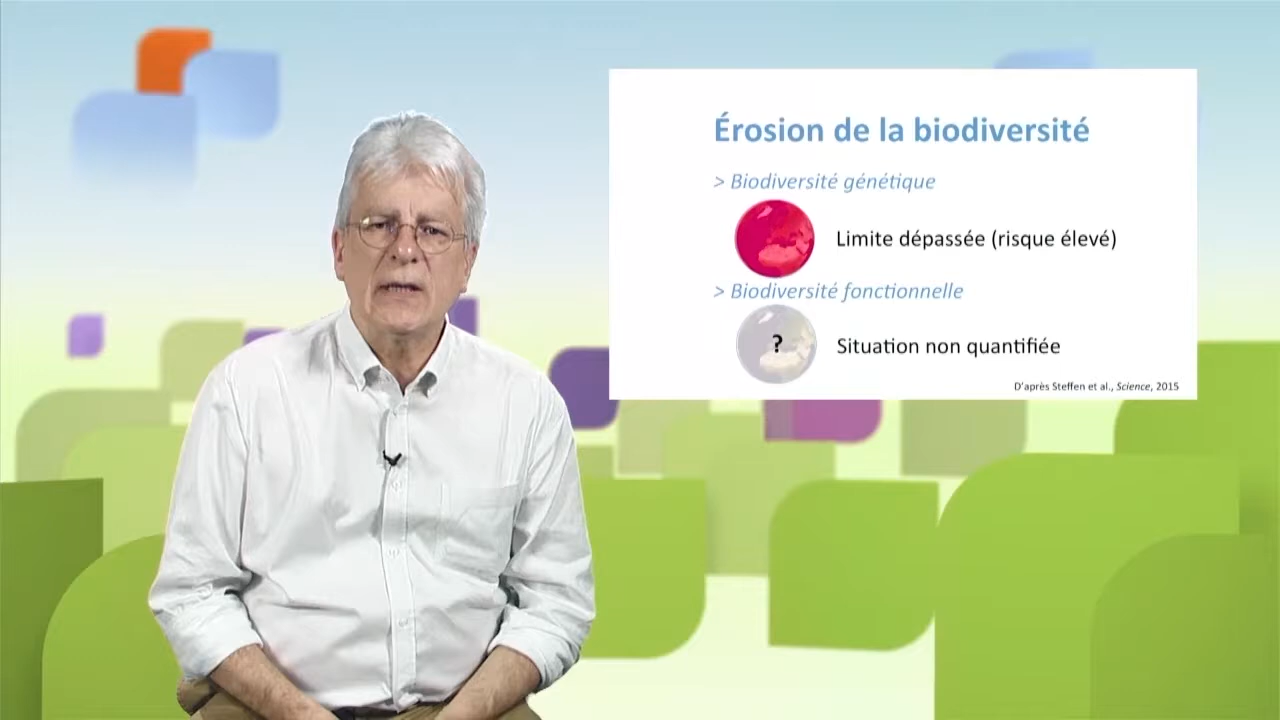 Érosion de la biodiversité
> Biodiversité génétique
Limite dépassée (risque élevé)
> Biodiversité fonctionnelle
?
Situation non quantifiée
D'après Steffen et al., Science, 2015